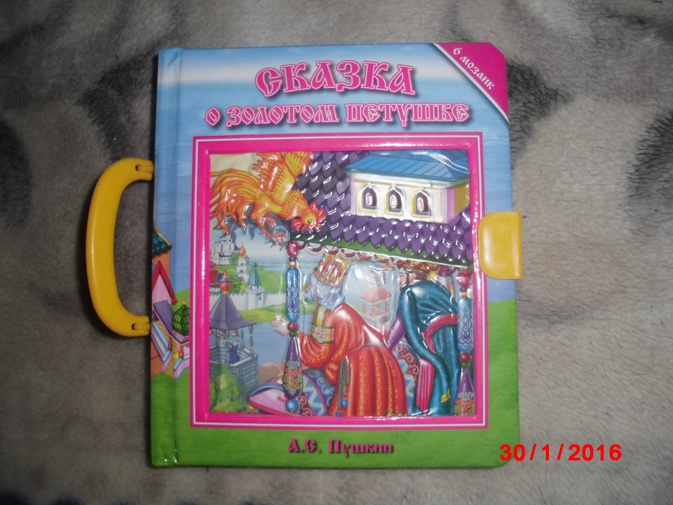 6 мозаик
СКАЗКА
О ЗОЛОТОМ ПЕТУШКЕ
А.С. Пушкин
30/1/2016